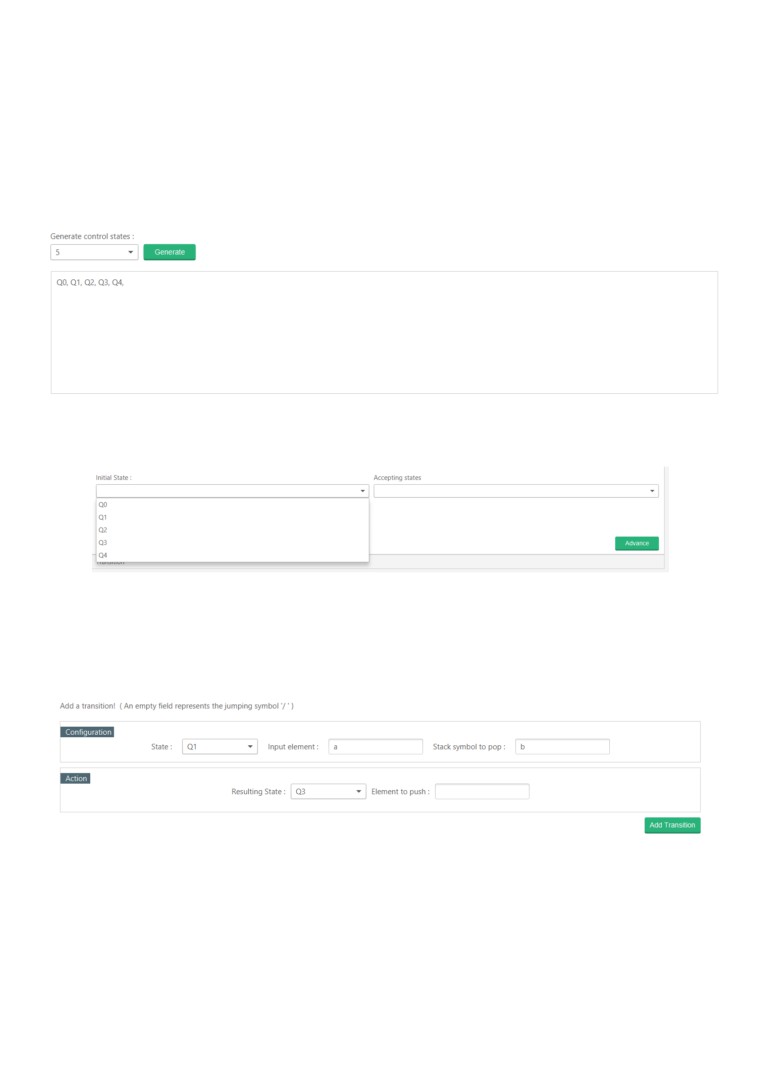 Generate control states :
5 Generate
Q0, Q1, Q2, Q3, Q4,
Initial State : Accepting states
Q0
Q1
Q2
Q3
Advance
Q4
Add a transition! ( An empty field represents the jumping symbol '/ ' )
Configuration
State : Q1 Input element : a Stack symbol to pop : b
Action
Resulting State : Q3 Element to push :
Add Transition